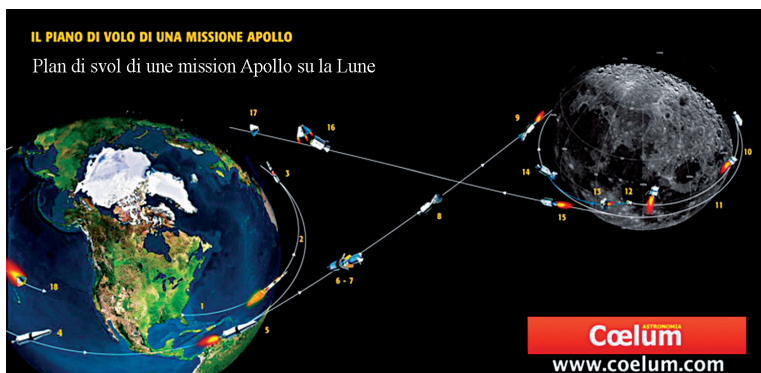 IL PIANO DI VOLO DI UNA MISSIONE APOLLO
Plan di svol di une mission Apollo su la Lune
17
16
9
3
10
14
13
12
2
15
11
8
18
6 - 7
1
4
5
ASTRONOMIA
Cœlum
www.coelum.com